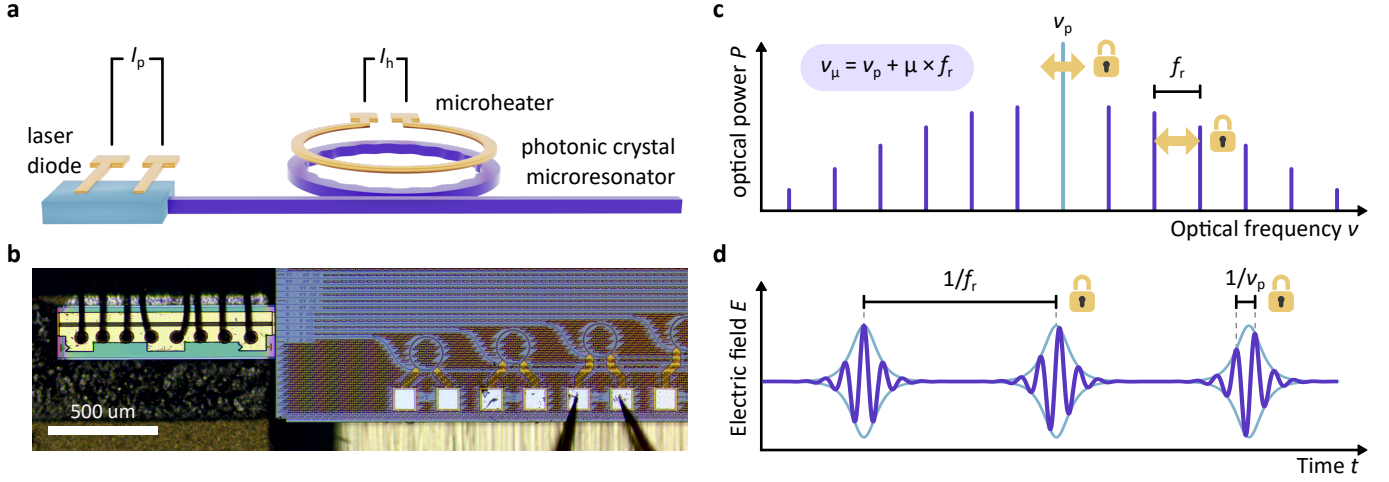 a
I_p
I_h
microheater
laser
diode
photonic crystal
microresonator
b
500 um
c
ν_p
optical power P
ν_μ = ν_p + μ × f_r
f_r
Optical frequency ν
d
1/f_r
1/ν_p
Electric field E
Time t